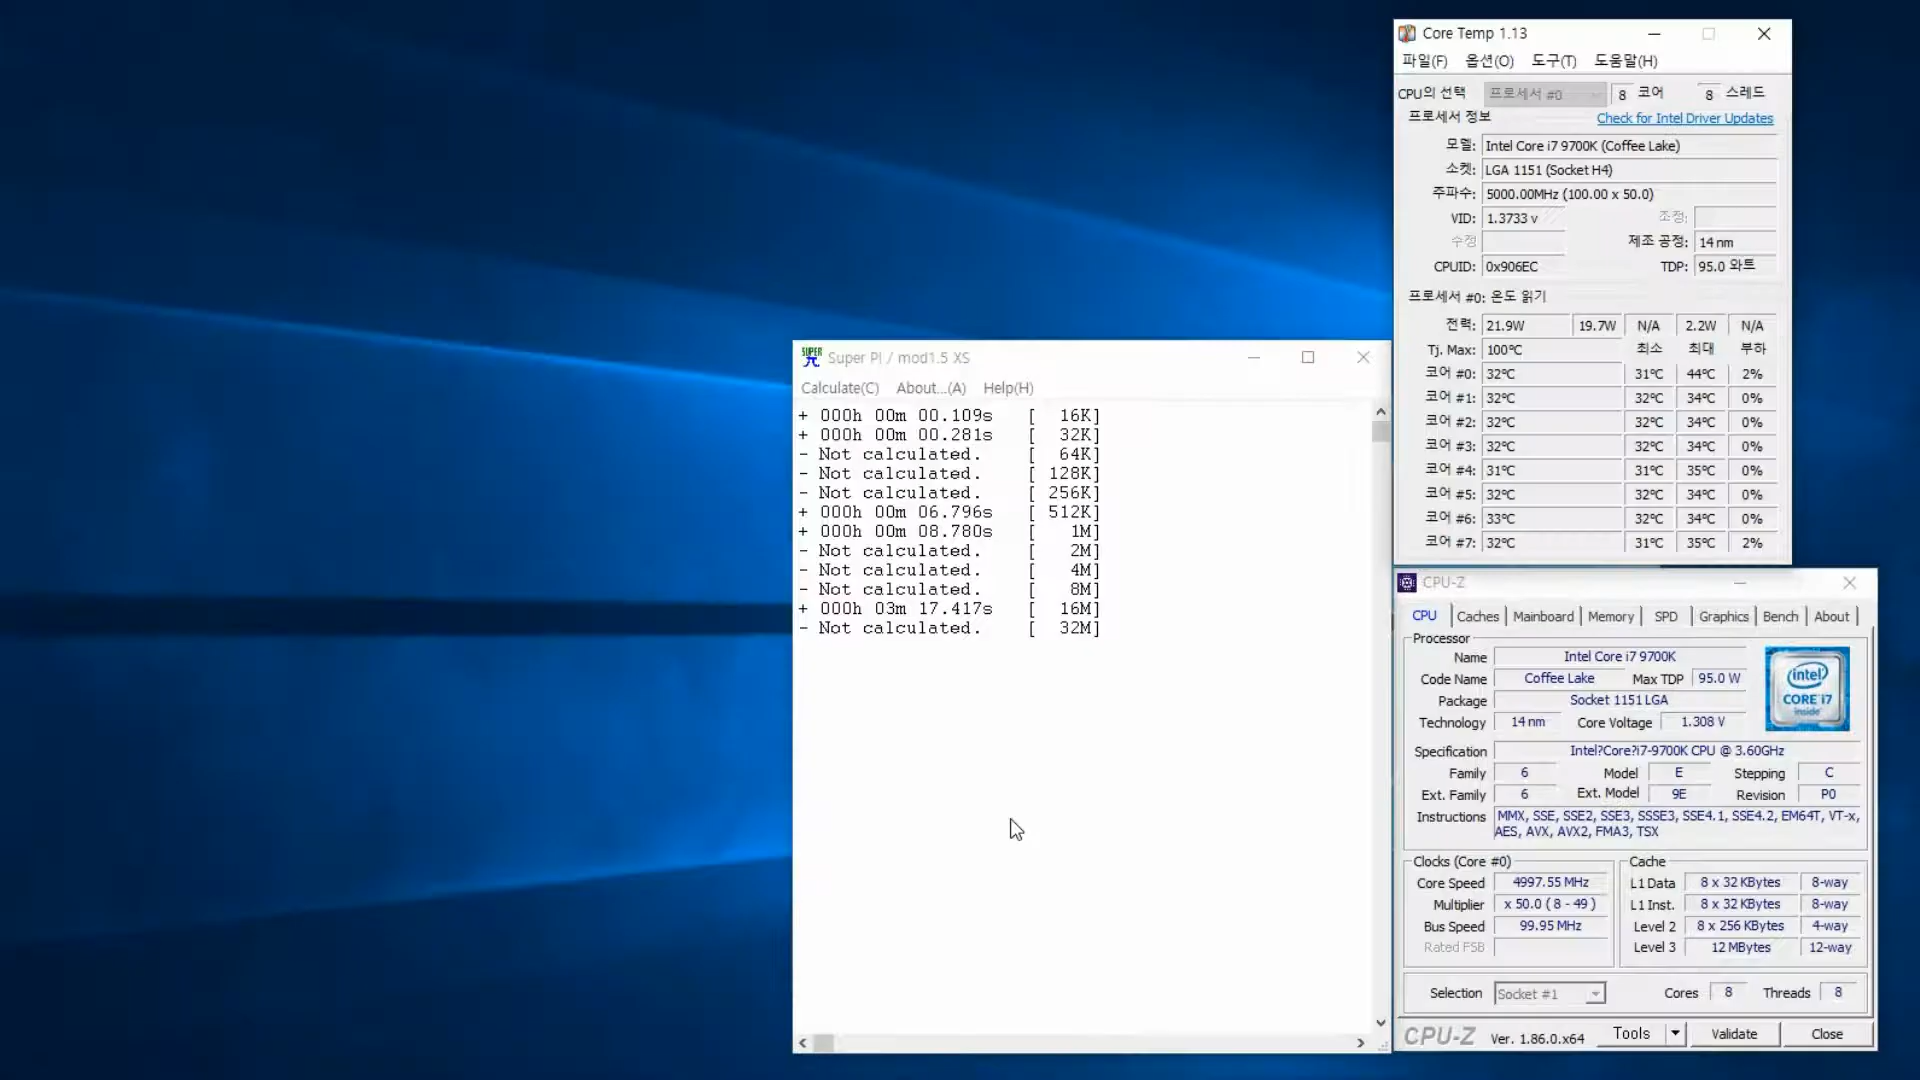 Core Temp 1.13
파일(F) 옵션(O) 도구(T) 도움말(H)
CPU의 선택 프로세서 #0 8 코어 8 스레드
프로세서 정보 Check for Intel Driver Updates
모델: Intel Core i7 9700K (Coffee Lake)
소켓: LGA 1151 (Socket H4)
주파수: 5000.00MHz (100.00 x 50.0)
VID: 1.3733 v 조정:
수정 제조 공정: 14 nm
CPUID: 0x906EC TDP: 95.0 와트
프로세서 #0: 온도 읽기
전력: 21.9W 19.7W N/A 2.2W N/A
Tj. Max: 100℃ 최소 최대 부하
코어 #0: 32℃ 31℃ 44℃ 2%
코어 #1: 32℃ 32℃ 34℃ 0%
코어 #2: 32℃ 32℃ 34℃ 0%
코어 #3: 32℃ 32℃ 34℃ 0%
코어 #4: 31℃ 31℃ 35℃ 0%
코어 #5: 32℃ 32℃ 34℃ 0%
코어 #6: 33℃ 32℃ 34℃ 0%
코어 #7: 32℃ 31℃ 35℃ 2%
SUPER π Super PI / mod1.5 XS
Calculate(C) About...(A) Help(H)
+ 000h 00m 00.109s [ 16K]
+ 000h 00m 00.281s [ 32K]
- Not calculated. [ 64K]
- Not calculated. [ 128K]
- Not calculated. [ 256K]
+ 000h 00m 06.796s [ 512K]
+ 000h 00m 08.780s [ 1M]
- Not calculated. [ 2M]
- Not calculated. [ 4M]
- Not calculated. [ 8M]
+ 000h 03m 17.417s [ 16M]
- Not calculated. [ 32M]
CPU-Z
CPU Caches Mainboard Memory SPD Graphics Bench About
Processor
Name Intel Core i7 9700K
Code Name Coffee Lake Max TDP 95.0 W
Package Socket 1151 LGA
Technology 14 nm Core Voltage 1.308 V
intel CORE i7 inside
Specification Intel?Core?i7-9700K CPU @ 3.60GHz
Family 6 Model E Stepping C
Ext. Family 6 Ext. Model 9E Revision P0
Instructions MMX, SSE, SSE2, SSE3, SSSE3, SSE4.1, SSE4.2, EM64T, VT-x,
AES, AVX, AVX2, FMA3, TSX
Clocks (Core #0) Cache
Core Speed 4997.55 MHz L1 Data 8 x 32 KBytes 8-way
Multiplier x 50.0 ( 8 - 49 ) L1 Inst. 8 x 32 KBytes 8-way
Bus Speed 99.95 MHz Level 2 8 x 256 KBytes 4-way
Rated FSB Level 3 12 MBytes 12-way
Selection Socket #1 Cores 8 Threads 8
CPU-Z Ver. 1.86.0.x64 Tools Validate Close